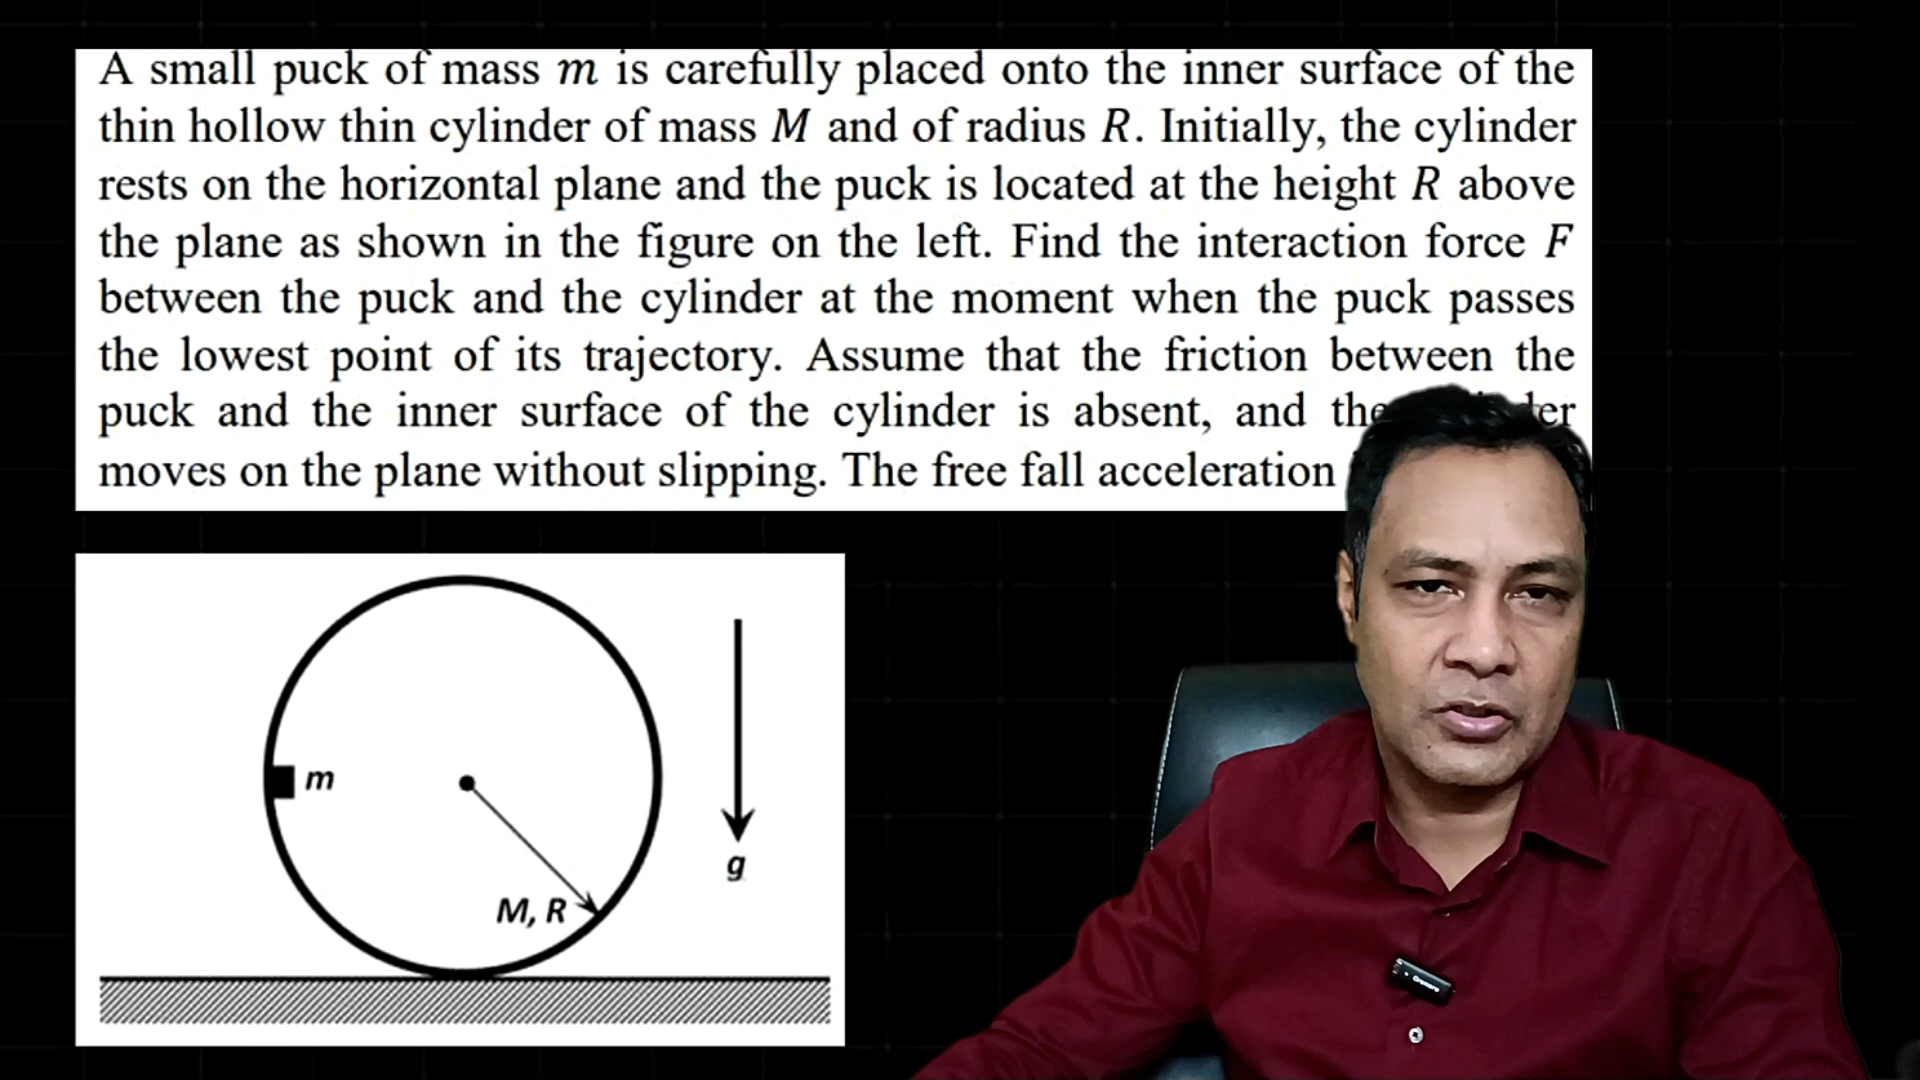 A small puck of mass m is carefully placed onto the inner surface of the
thin hollow thin cylinder of mass M and of radius R. Initially, the cylinder
rests on the horizontal plane and the puck is located at the height R above
the plane as shown in the figure on the left. Find the interaction force F
between the puck and the cylinder at the moment when the puck passes
the lowest point of its trajectory. Assume that the friction between the
puck and the inner surface of the cylinder is absent, and the
moves on the plane without slipping. The free fall acceleration
m
g
M, R